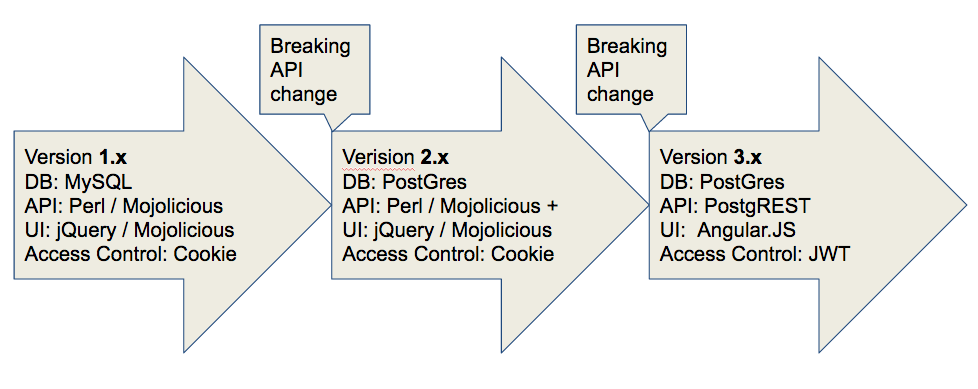 Breaking
API
change
Breaking
API
change
Version 1.x
DB: MySQL
API: Perl / Mojolicious
UI: jQuery / Mojolicious
Access Control: Cookie
Verision 2.x
DB: PostGres
API: Perl / Mojolicious +
UI: jQuery / Mojolicious
Access Control: Cookie
Version 3.x
DB: PostGres
API: PostgREST
UI:  Angular.JS
Access Control: JWT